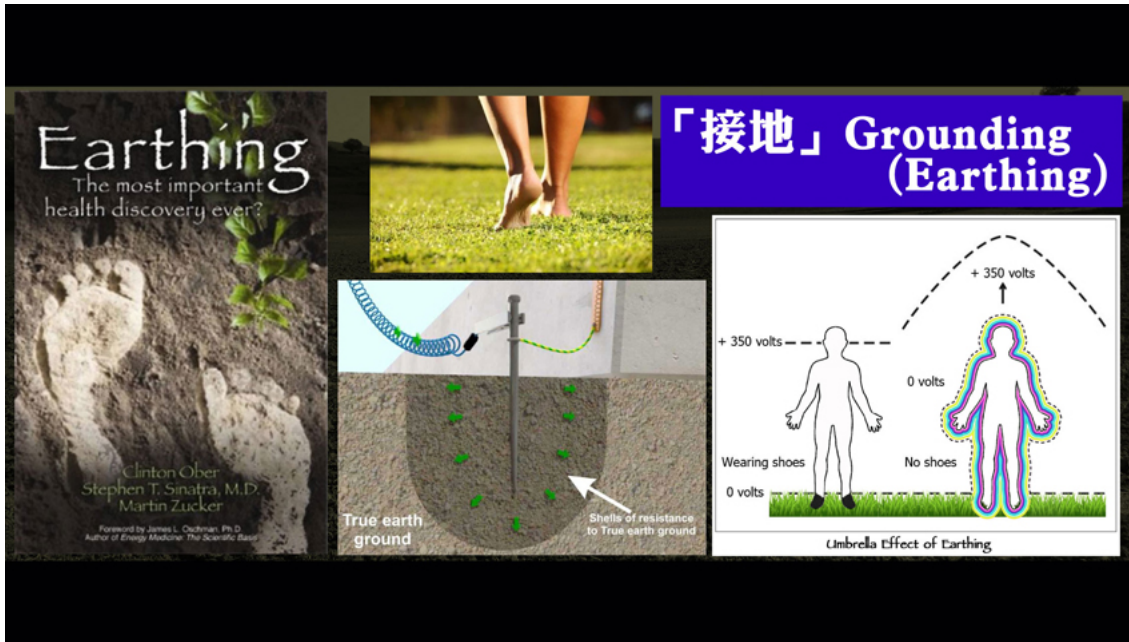 Earthing
The most important
health discovery ever?
Clinton Ober
Stephen T. Sinatra, M.D.
Martin Zucker
Foreword by James L. Oschman, Ph.D.
Author of Energy Medicine: The Scientific Basis
True earth
ground
Shells of resistance
to True earth ground
「接地」Grounding
(Earthing)
+ 350 volts
+ 350 volts
0 volts
Wearing shoes
No shoes
0 volts
Umbrella Effect of Earthing